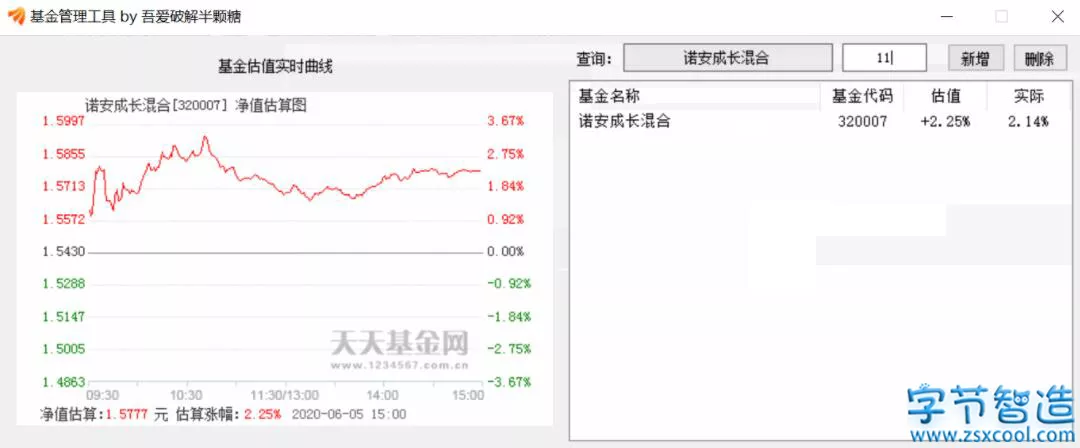 基金管理工具 by 吾爱破解半颗糖
基金估值实时曲线
查询: 诺安成长混合 11 新增 删除
诺安成长混合[320007] 净值估算图
1.5997 3.67%
1.5855 2.75%
1.5713 1.84%
1.5572 0.92%
1.5430 0.00%
1.5288 -0.92%
1.5147 -1.84%
1.5005 -2.75%
1.4863 -3.67%
天天基金网
www.1234567.com.cn
09:30 10:30 11:30/13:00 14:00 15:00
净值估算:1.5777 元 估算涨幅: 2.25% 2020-06-05 15:00
基金名称 基金代码 估值 实际
诺安成长混合 320007 +2.25% 2.14%
字节智造
www.zsxcool.com